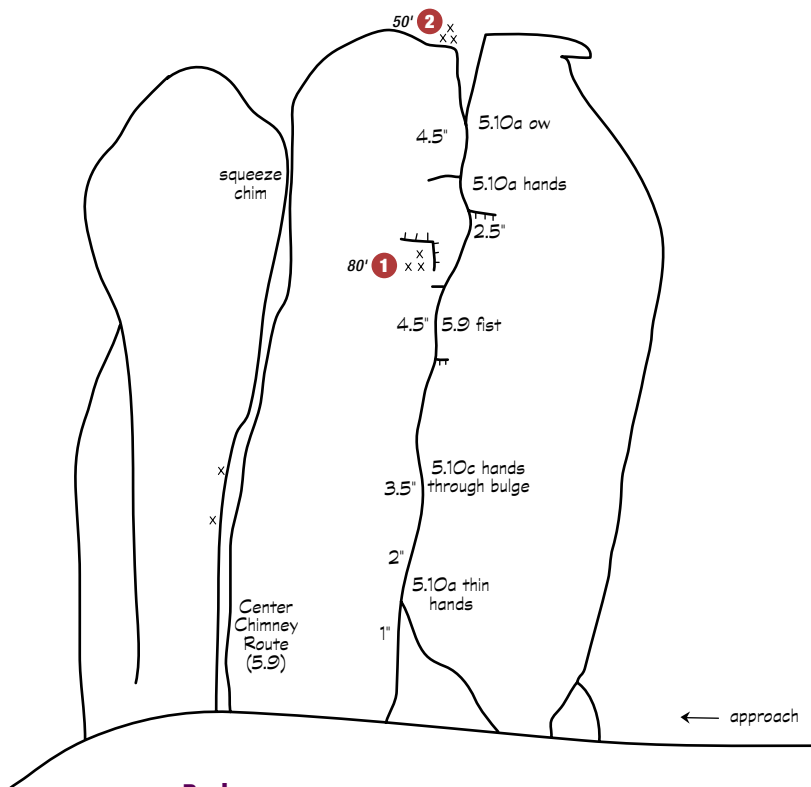 50' 2
x
x x
5.10a ow
4.5"
squeeze
chim
5.10a hands
2.5"
x
80' 1 x x
4.5" 5.9 fist
x
5.10c hands
3.5" through bulge
x
2"
5.10a thin
hands
Center
Chimney
Route
(5.9)
1"
← approach